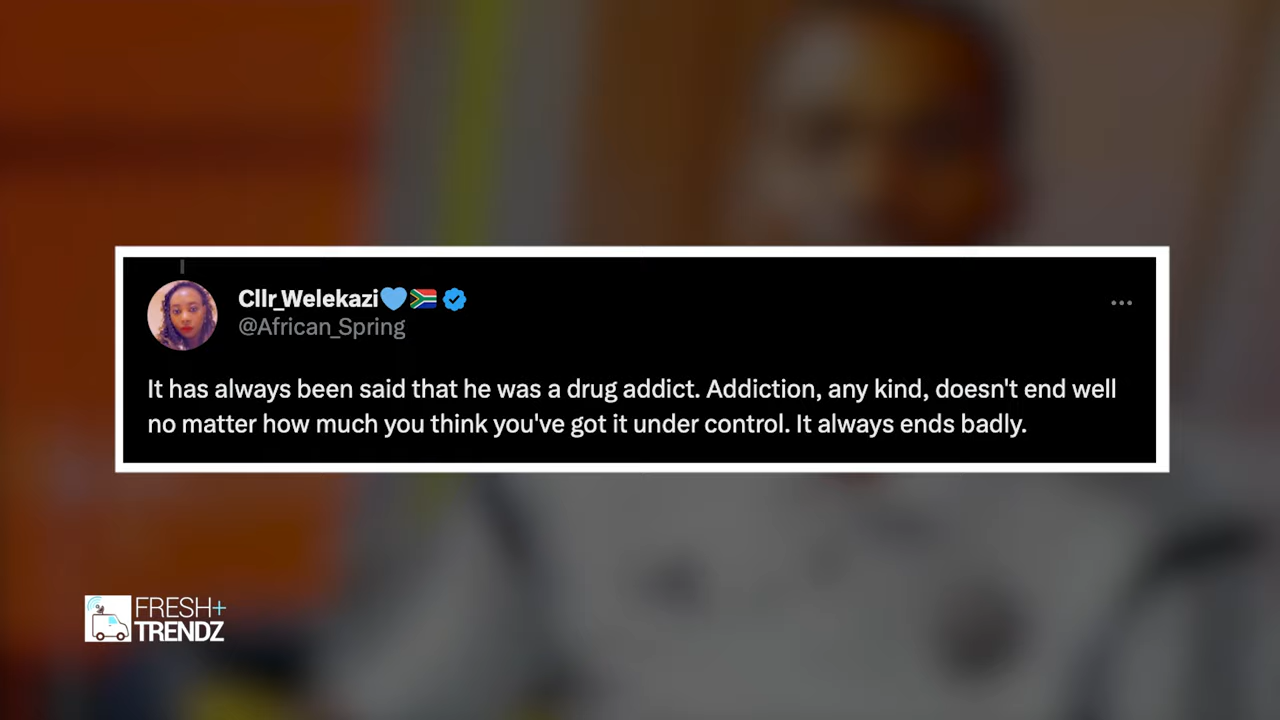 Cllr_Welekazi🩵🇿🇦
@African_Spring
It has always been said that he was a drug addict. Addiction, any kind, doesn't end well
no matter how much you think you've got it under control. It always ends badly.
FRESH+
TRENDZ